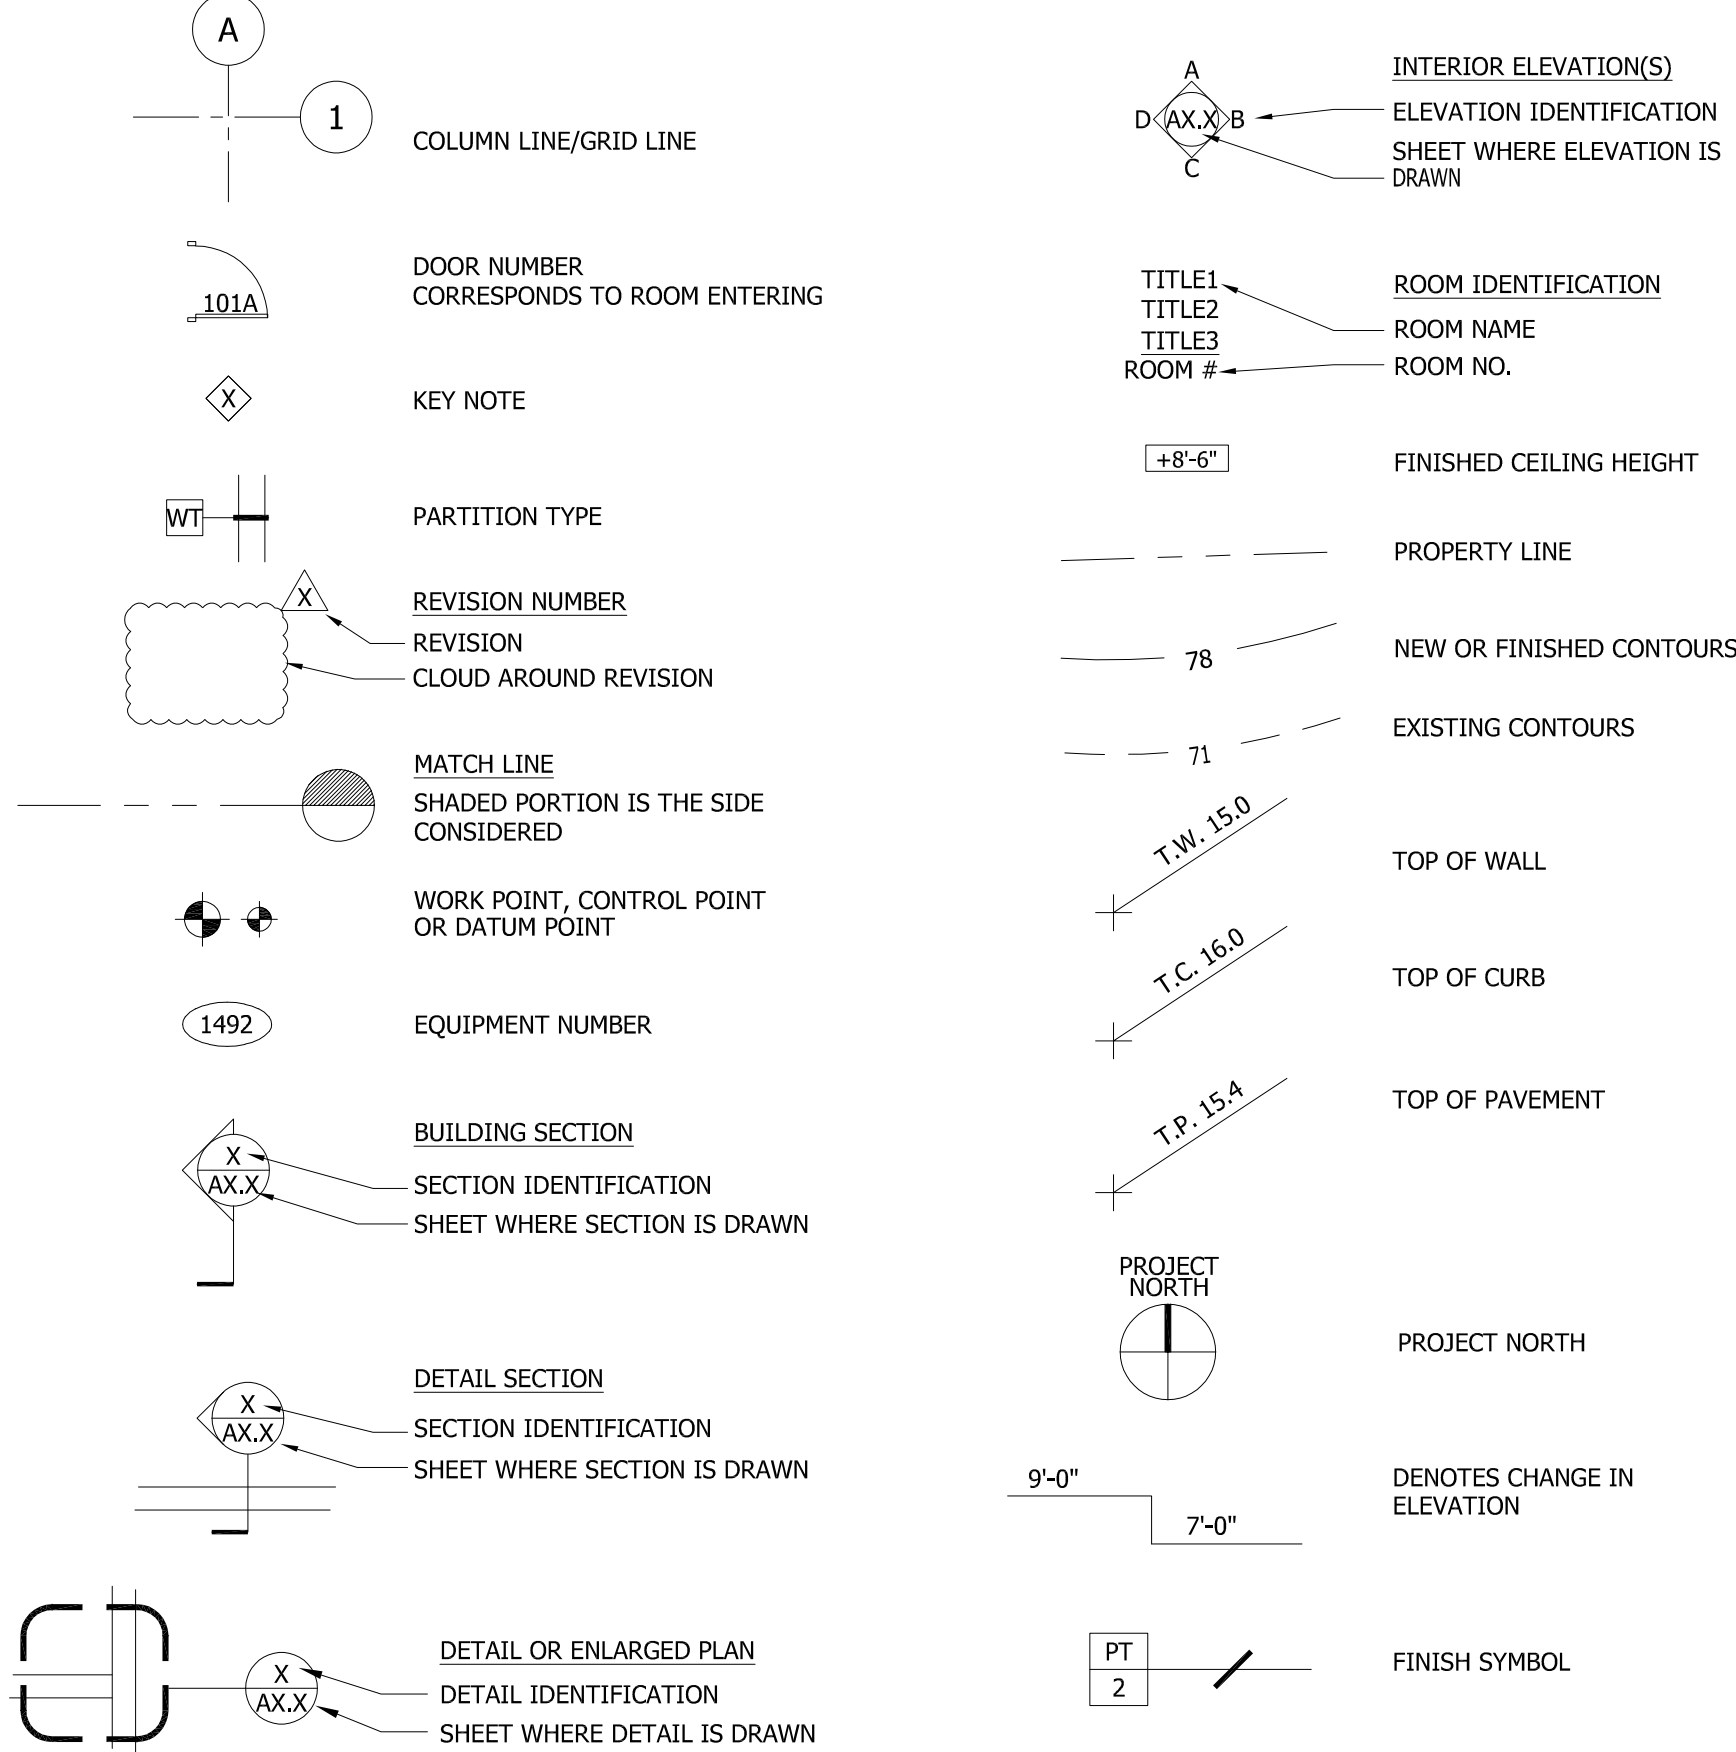 A
1
COLUMN LINE/GRID LINE
101A
DOOR NUMBER
CORRESPONDS TO ROOM ENTERING
X
KEY NOTE
WT
PARTITION TYPE
X
REVISION NUMBER
REVISION
CLOUD AROUND REVISION
MATCH LINE
SHADED PORTION IS THE SIDE
CONSIDERED
WORK POINT, CONTROL POINT
OR DATUM POINT
1492
EQUIPMENT NUMBER
BUILDING SECTION
X
AX.X
SECTION IDENTIFICATION
SHEET WHERE SECTION IS DRAWN
DETAIL SECTION
X
AX.X
SECTION IDENTIFICATION
SHEET WHERE SECTION IS DRAWN
DETAIL OR ENLARGED PLAN
X
AX.X
DETAIL IDENTIFICATION
SHEET WHERE DETAIL IS DRAWN
A
D AX.X B
C
INTERIOR ELEVATION(S)
ELEVATION IDENTIFICATION
SHEET WHERE ELEVATION IS
DRAWN
TITLE1
TITLE2
TITLE3
ROOM #
ROOM IDENTIFICATION
ROOM NAME
ROOM NO.
+8'-6"
FINISHED CEILING HEIGHT
PROPERTY LINE
78
NEW OR FINISHED CONTOURS
71
EXISTING CONTOURS
T.W. 15.0
TOP OF WALL
T.C. 16.0
TOP OF CURB
T.P. 15.4
TOP OF PAVEMENT
PROJECT
NORTH
PROJECT NORTH
9'-0"
7'-0"
DENOTES CHANGE IN
ELEVATION
PT
2
FINISH SYMBOL